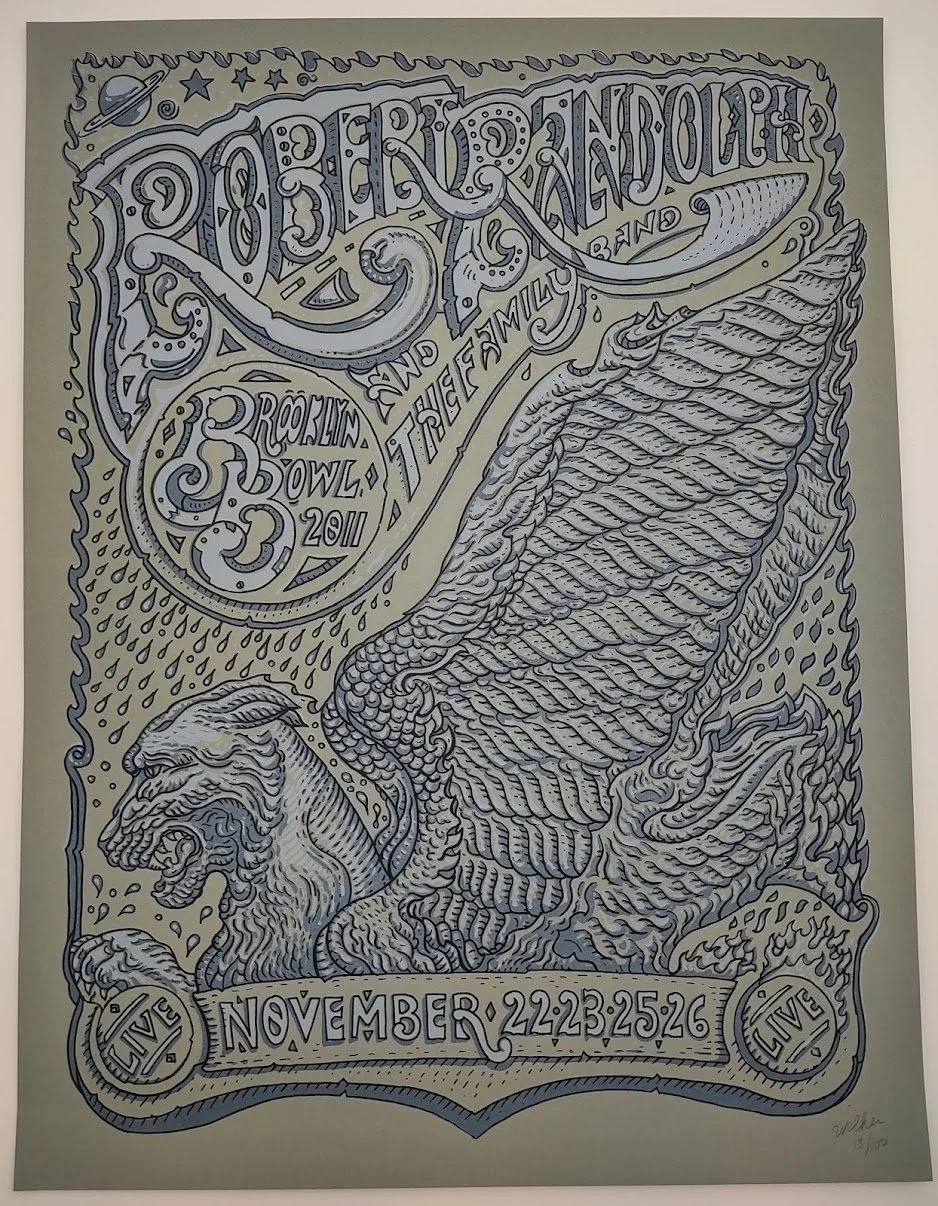 ROBERT RANDOLPH
AND
THE FAMILY BAND
BROOKLYN
BOWL
2011
LIVE
NOVEMBER 22·23·25·26
LIVE